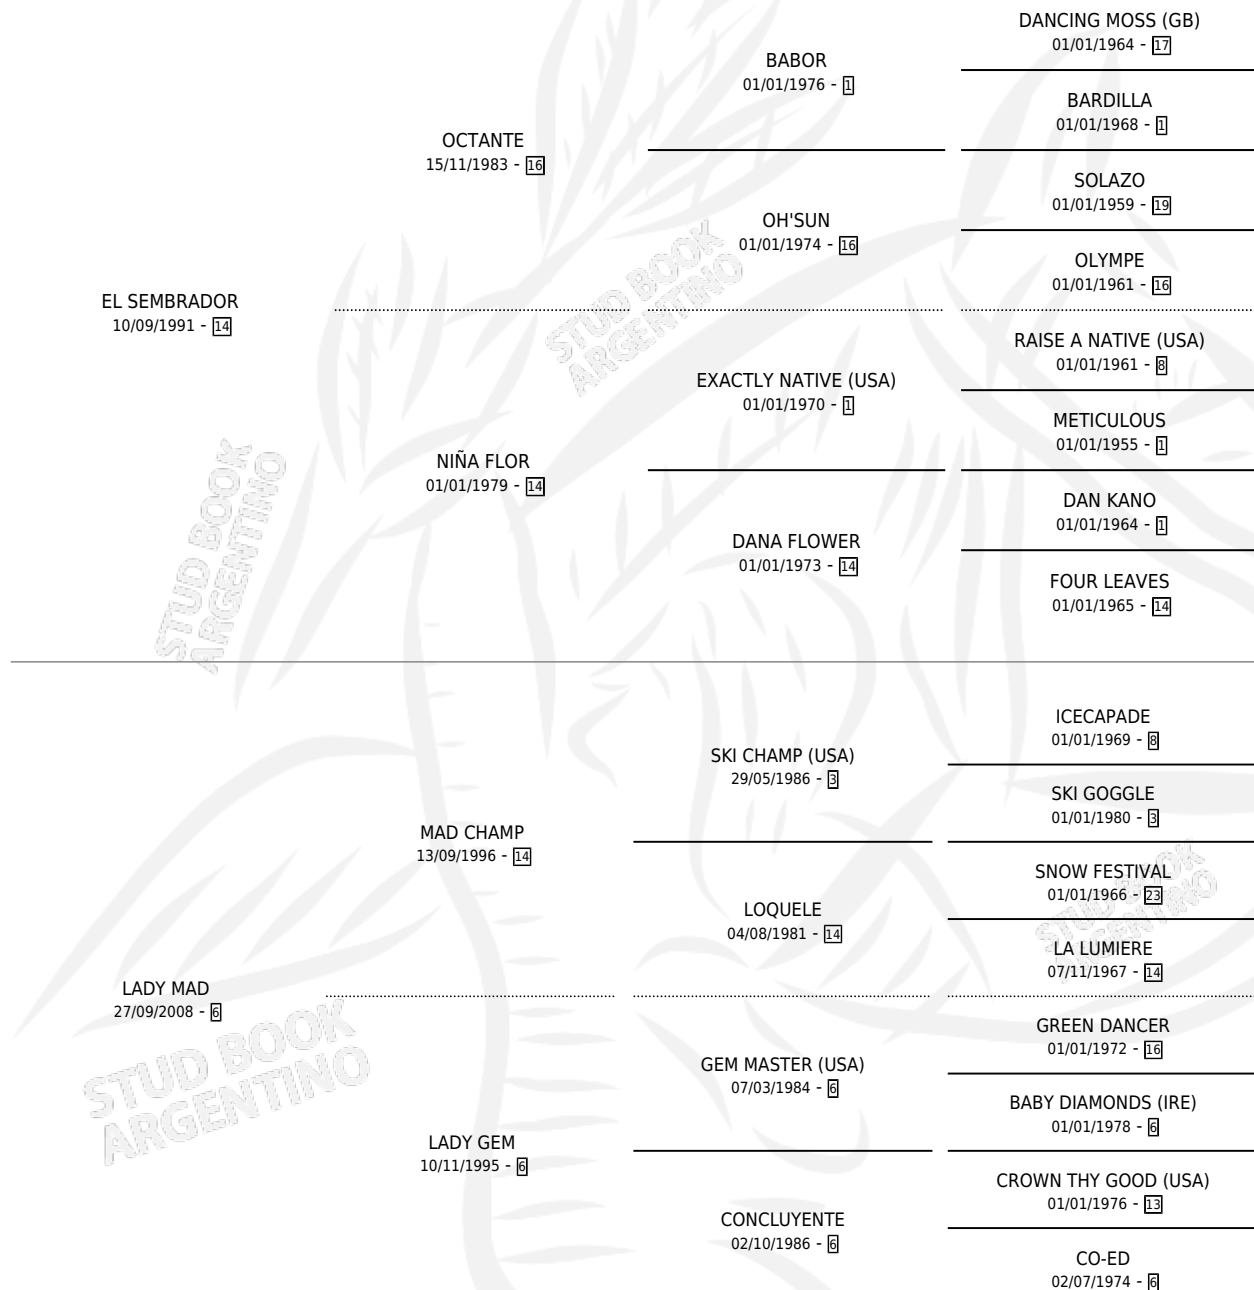 DANCING MOSS (GB)
01/01/1964 - 17
BABOR
01/01/1976 - 1
BARDILLA
01/01/1968 - 1
OCTANTE
15/11/1983 - 16
SOLAZO
01/01/1959 - 19
OH'SUN
01/01/1974 - 16
OLYMPE
01/01/1961 - 16
EL SEMBRADOR
10/09/1991 - 14
RAISE A NATIVE (USA)
01/01/1961 - 8
EXACTLY NATIVE (USA)
01/01/1970 - 1
METICULOUS
01/01/1955 - 1
NIÑA FLOR
01/01/1979 - 14
DAN KANO
01/01/1964 - 1
DANA FLOWER
01/01/1973 - 14
FOUR LEAVES
01/01/1965 - 14
STUD BOOK
ARGENTINO
STUD BOOK
ARGENTINO
ICECAPADE
01/01/1969 - 8
SKI CHAMP (USA)
29/05/1986 - 3
SKI GOGGLE
01/01/1980 - 3
MAD CHAMP
13/09/1996 - 14
SNOW FESTIVAL
01/01/1966 - 23
LOQUELE
04/08/1981 - 14
LA LUMIERE
07/11/1967 - 14
LADY MAD
27/09/2008 - 6
GREEN DANCER
01/01/1972 - 16
GEM MASTER (USA)
07/03/1984 - 6
BABY DIAMONDS (IRE)
01/01/1978 - 6
LADY GEM
10/11/1995 - 6
CROWN THY GOOD (USA)
01/01/1976 - 13
CONCLUYENTE
02/10/1986 - 6
CO-ED
02/07/1974 - 6
STUD BOOK
ARGENTINO
STUD BOOK
ARGENTINO